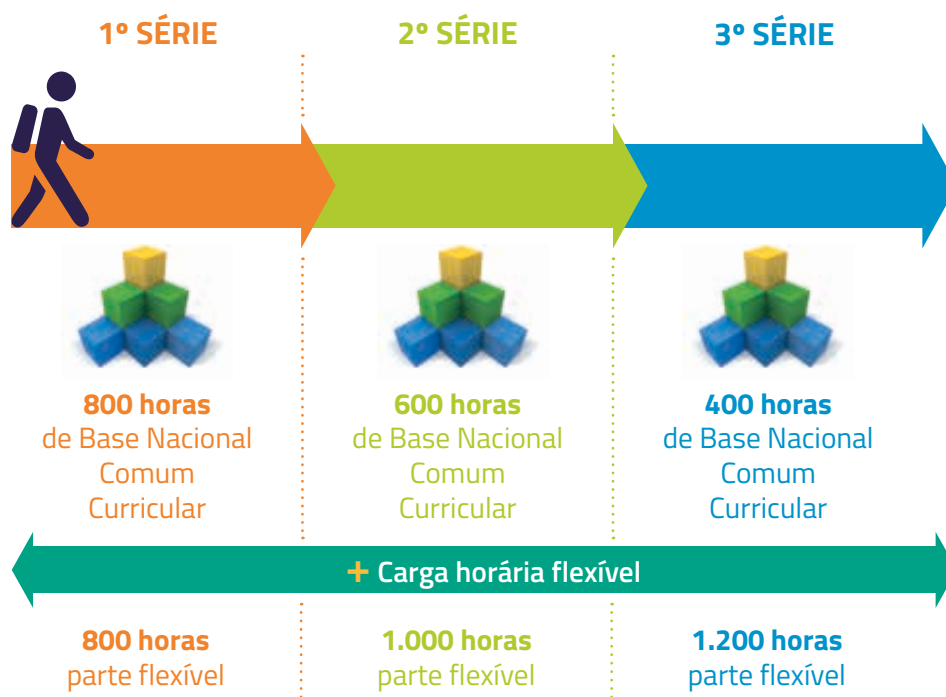 1º SÉRIE
2º SÉRIE
3º SÉRIE
800 horas
de Base Nacional
Comum
Curricular
600 horas
de Base Nacional
Comum
Curricular
400 horas
de Base Nacional
Comum
Curricular
+ Carga horária flexível
800 horas
parte flexível
1.000 horas
parte flexível
1.200 horas
parte flexível